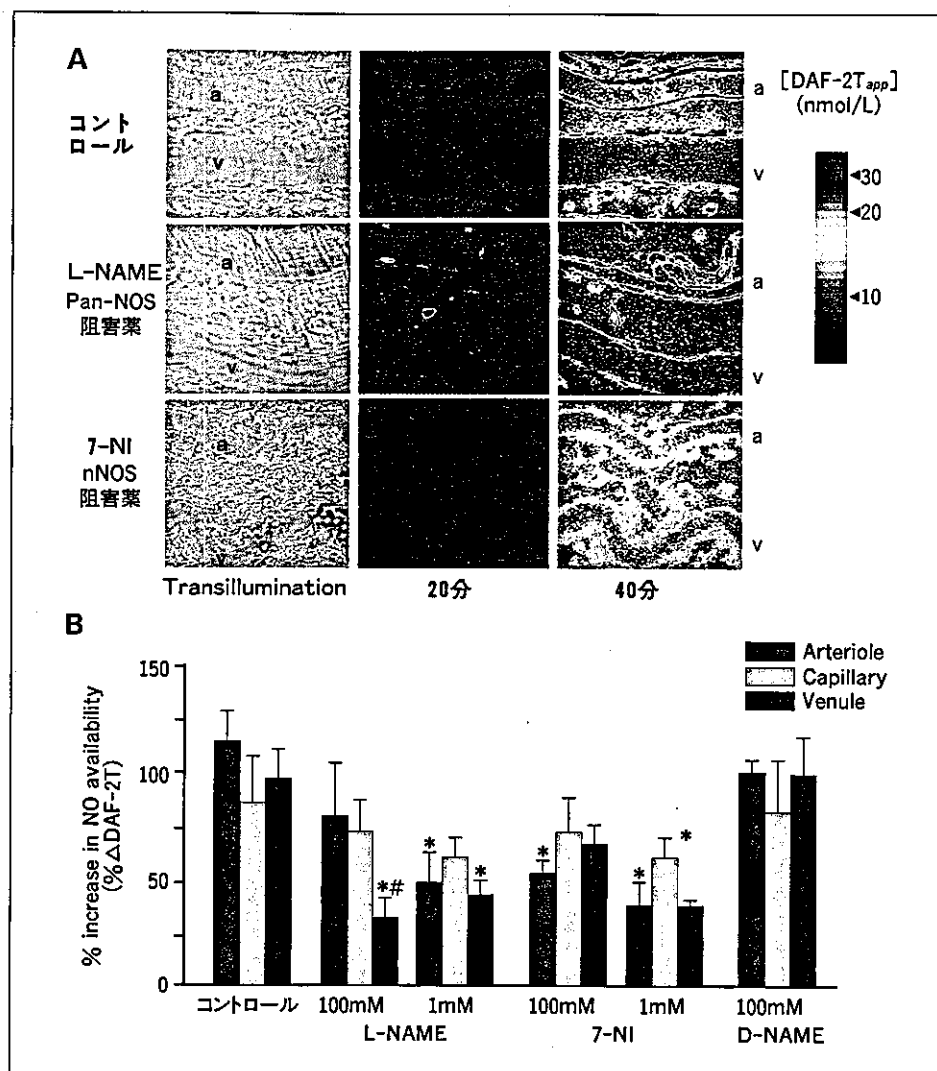 A
コント
ロール
a
v
a
v
[DAF-2Tapp]
(nmol/L)
30
20
10
L-NAME
Pan-NOS
阻害薬
a
v
a
v
7-NI
nNOS
阻害薬
a
v
a
v
Transillumination 20分 40分
B
% increase in NO availability
(%ΔDAF-2T)
150
100
50
0
Arteriole
Capillary
Venule
*#
*
*
*
*
*
コントロール 100mM 1mM 100mM 1mM 100mM
L-NAME 7-NI D-NAME